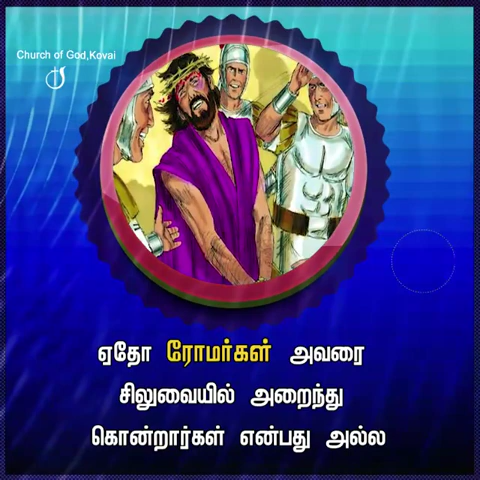 Church of God,Kovai
ஏதோ ரோமர்கள் அவரை
சிலுவையில் அறைந்து
கொன்றார்கள் என்பது அல்ல